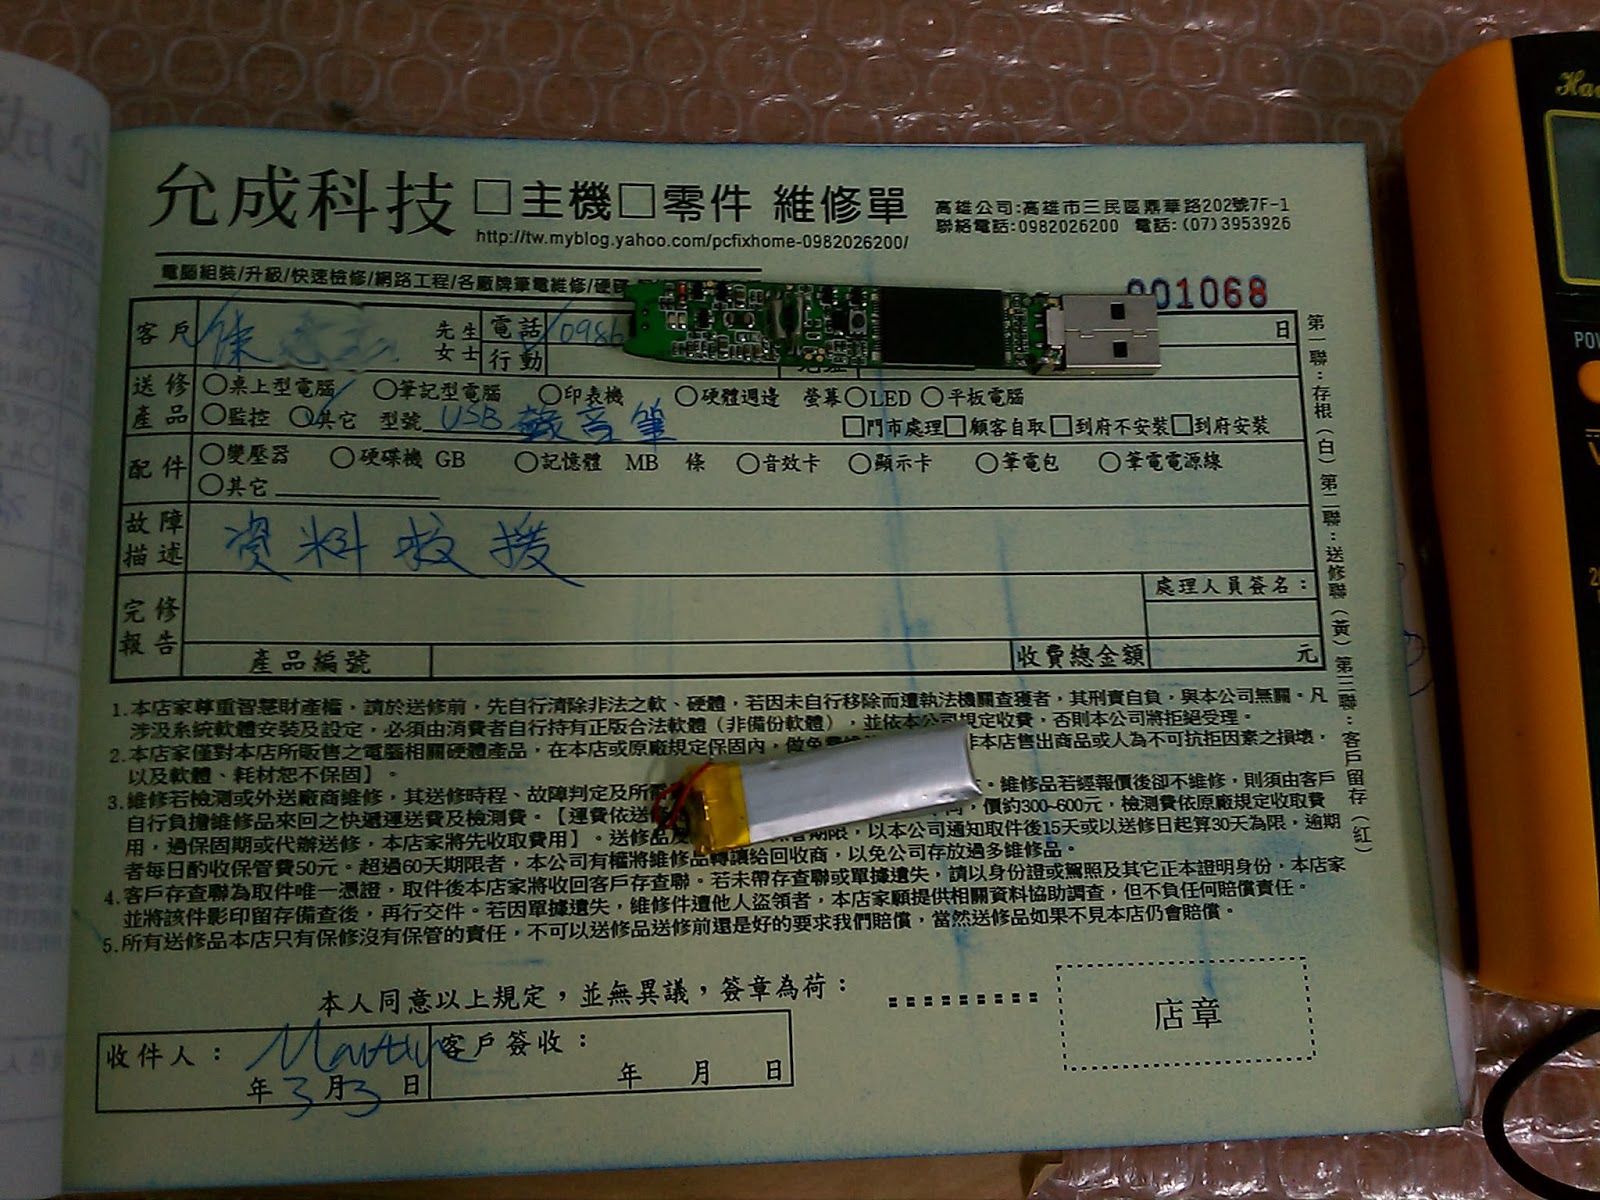 允成科技 □主機□零件 維修單
http://tw.myblog.yahoo.com/pcfixhome-0982026200/
高雄公司:高雄市三民區鼎華路202號7F-1
聯絡電話:0982026200 電話:(07)3953926
電腦組裝/升級/快速檢修/網路工程/各廠牌筆電維修/硬碟
001068
客戶 陳 先生 女士 電話 0986 行動 日
送修產品 ○桌上型電腦 ○筆記型電腦 ○印表機 ○硬體週邊 螢幕○LED ○平板電腦
○監控 ○其它 型號 USB 錄音筆 □門市處理□顧客自取□到府不安裝□到府安裝
配件 ○變壓器 ○硬碟機 GB ○記憶體 MB 條 ○音效卡 ○顯示卡 ○筆電包 ○筆電電源線
○其它
故障描述 資料救援
完修報告 處理人員簽名:
產品編號 收費總金額 元
第一聯:存根(白)第二聯:送修聯(黃)第三聯:客戶留存(紅)
1.本店家尊重智慧財產權,請於送修前,先自行清除非法之軟、硬體,若因未自行移除而遭執法機關查獲者,其刑責自負,與本公司無關。凡
涉及系統軟體安裝及設定,必須由消費者自行持有正版合法軟體(非備份軟體),並依本公司規定收費,否則本公司將拒絕受理。
2.本店家僅對本店所販售之電腦相關硬體產品,在本店或原廠規定保固內,做免費 非本店售出商品或人為不可抗拒因素之損壞,
以及軟體、耗材恕不保固】。
3.維修若檢測或外送廠商維修,其送修時程、故障判定及所需 。維修品若經報價後卻不維修,則須由客戶
自行負擔維修品來回之快遞運送費及檢測費。【運費依送 ,價約300~600元,檢測費依原廠規定收取費
用,過保固期或代辦送修,本店家將先收取費用】。送修品 期限,以本公司通知取件後15天或以送修日起算30天為限,逾期
者每日酌收保管費50元。超過60天期限者,本公司有權將維修品轉讓給回收商,以免公司存放過多維修品。
4.客戶存查聯為取件唯一憑證,取件後本店家將收回客戶存查聯。若未帶存查聯或單據遺失,請以身份證或駕照及其它正本證明身份,本店家
並將該件影印留存備查後,再行交件。若因單據遺失,維修件遭他人盜領者,本店家願提供相關資料協助調查,但不負任何賠償責任。
5.所有送修品本店只有保修沒有保管的責任,不可以送修品送修前還是好的要求我們賠償,當然送修品如果不見本店仍會賠償。
本人同意以上規定,並無異議,簽章為荷:
店章
收件人: 客戶簽收:
年 3 月 3 日 年 月 日